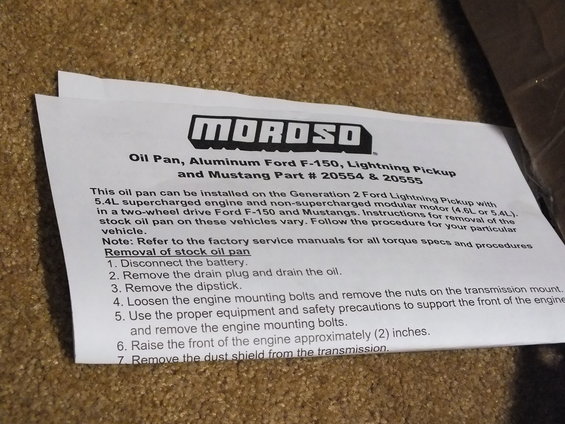 MOROSO
Oil Pan, Aluminum Ford F-150, Lightning Pickup
and Mustang Part # 20554 & 20555
This oil pan can be installed on the Generation 2 Ford Lightning Pickup with
5.4L supercharged engine and non-supercharged modular motor (4.6L or 5.4L).
in a two-wheel drive Ford F-150 and Mustangs. Instructions for removal of the
stock oil pan on these vehicles vary. Follow the procedure for your particular
vehicle.
Note: Refer to the factory service manuals for all torque specs and procedures
Removal of stock oil pan
1. Disconnect the battery.
2. Remove the drain plug and drain the oil.
3. Remove the dipstick.
4. Loosen the engine mounting bolts and remove the nuts on the transmission mount.
5. Use the proper equipment and safety precautions to support the front of the engine
and remove the engine mounting bolts.
6. Raise the front of the engine approximately (2) inches.
7. Remove the dust shield from the transmission.